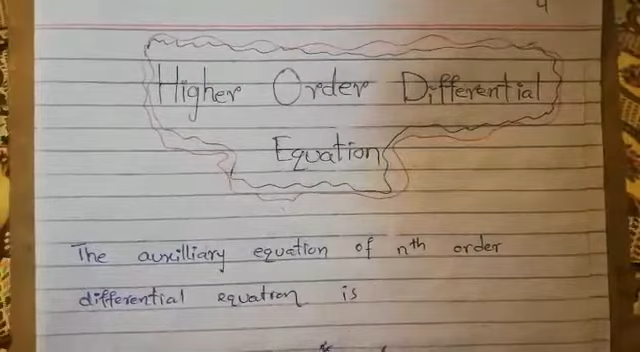 Higher Order Differential
Equation
The auxilliary equation of nth order
differential equation is